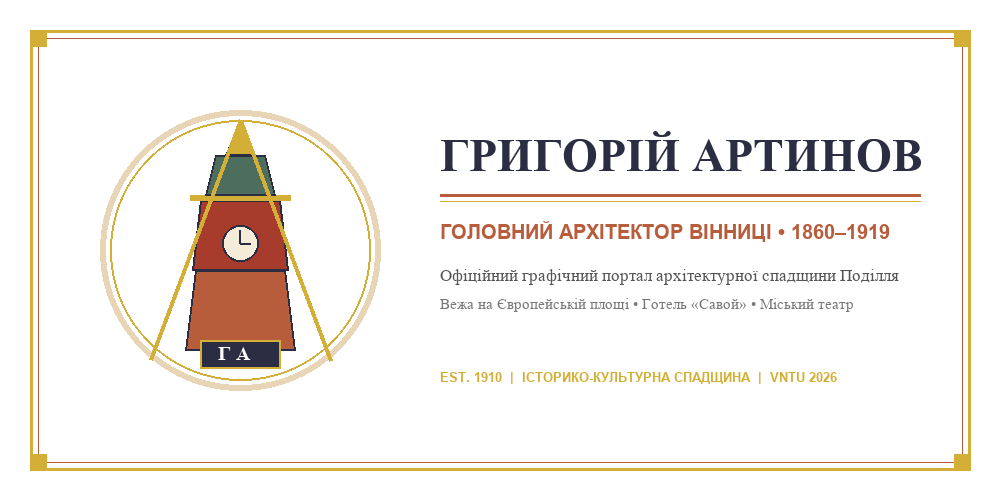 ГРИГОРІЙ АРТИНОВ
ГОЛОВНИЙ АРХІТЕКТОР ВІННИЦІ • 1860–1919
Офіційний графічний портал архітектурної спадщини Поділля
Вежа на Європейській площі • Готель «Савой» • Міський театр
ГА
EST. 1910 | ІСТОРИКО-КУЛЬТУРНА СПАДЩИНА | VNTU 2026